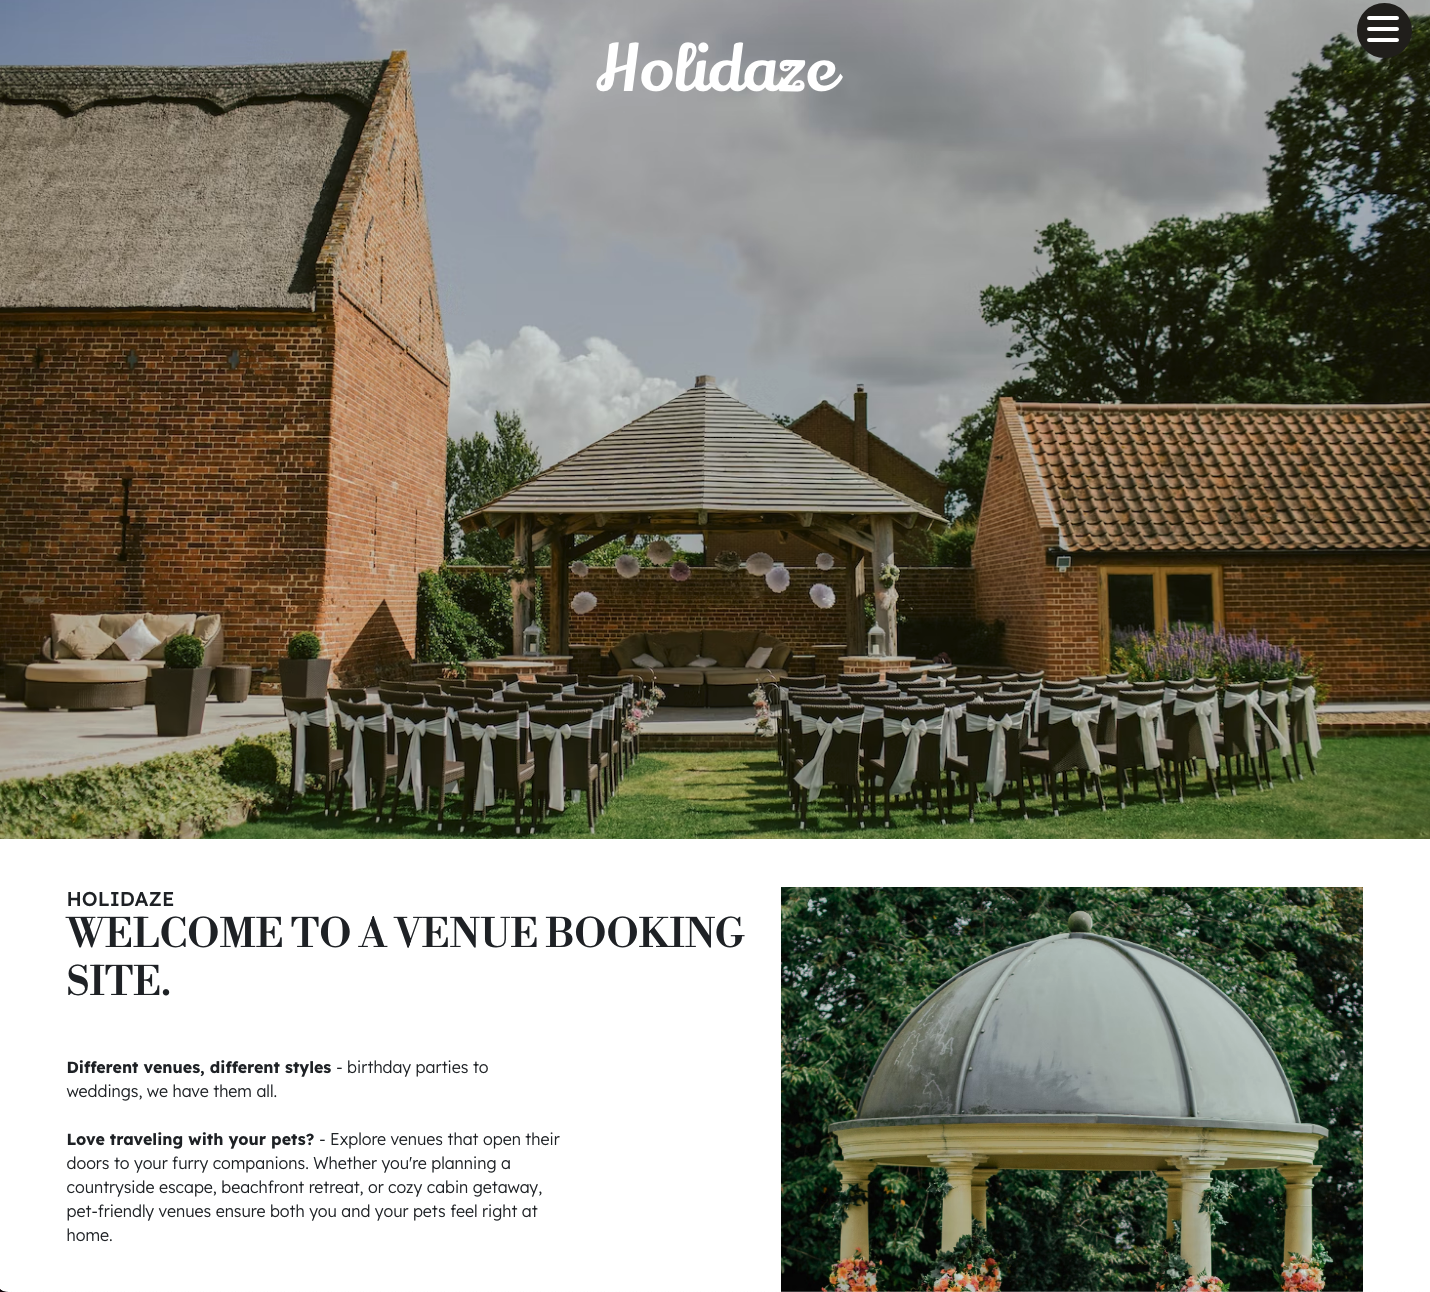 Holidaze
HOLIDAZE
WELCOME TO A VENUE BOOKING
SITE.
Different venues, different styles - birthday parties to
weddings, we have them all.
Love traveling with your pets? - Explore venues that open their
doors to your furry companions. Whether you're planning a
countryside escape, beachfront retreat, or cozy cabin getaway,
pet-friendly venues ensure both you and your pets feel right at
home.